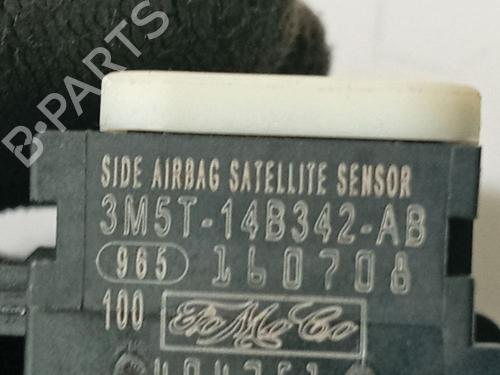 B-PARTS
SIDE AIRBAG SATELLITE SENSOR
3M5T-14B342-AB
965 160708
100 FoMoCo